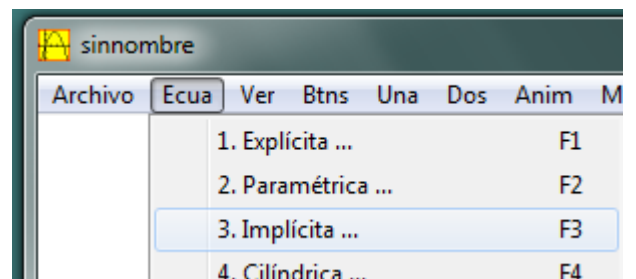 sinnombre
Archivo Ecua Ver Btns Una Dos Anim M
1. Explícita ... F1
2. Paramétrica ... F2
3. Implícita ... F3
4. Cilíndrica ... F4